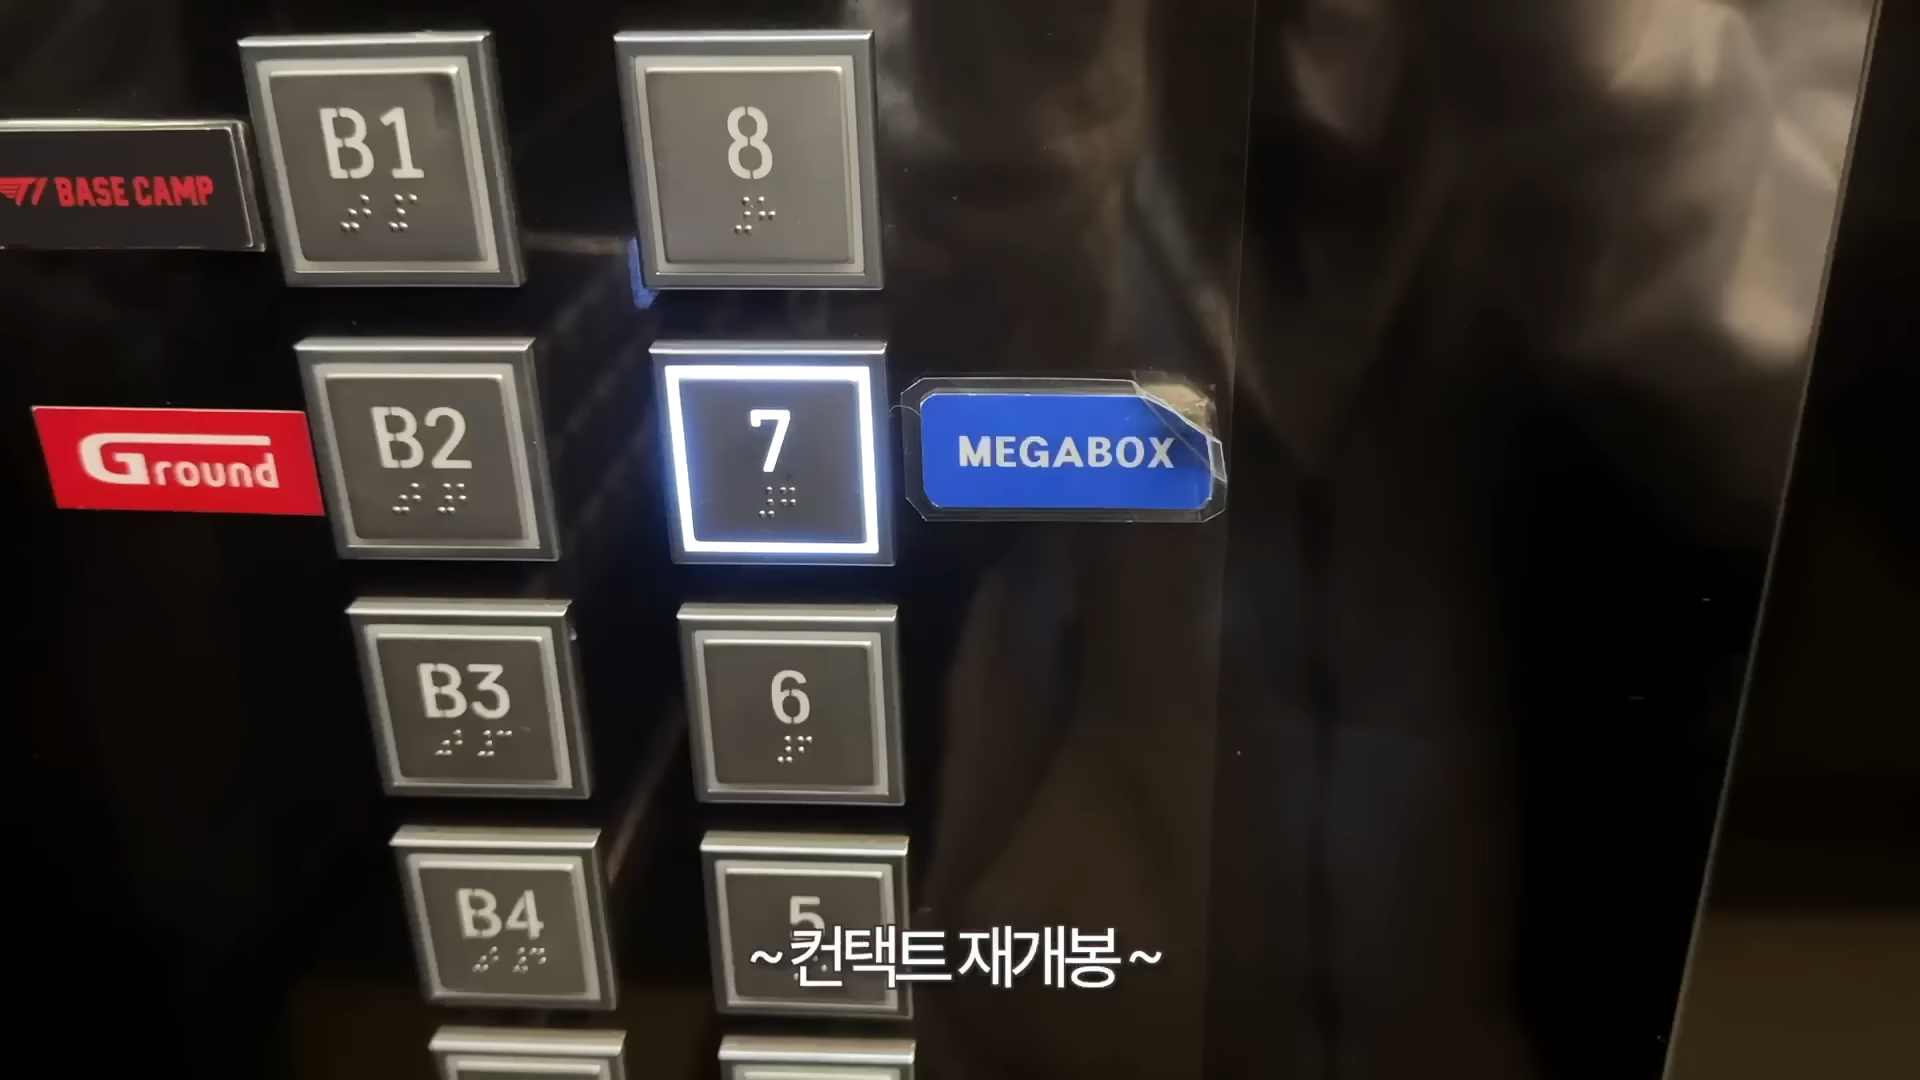 B1
8
T1 BASE CAMP
B2
7
Ground
MEGABOX
B3
6
B4
5
~컨택트 재개봉~